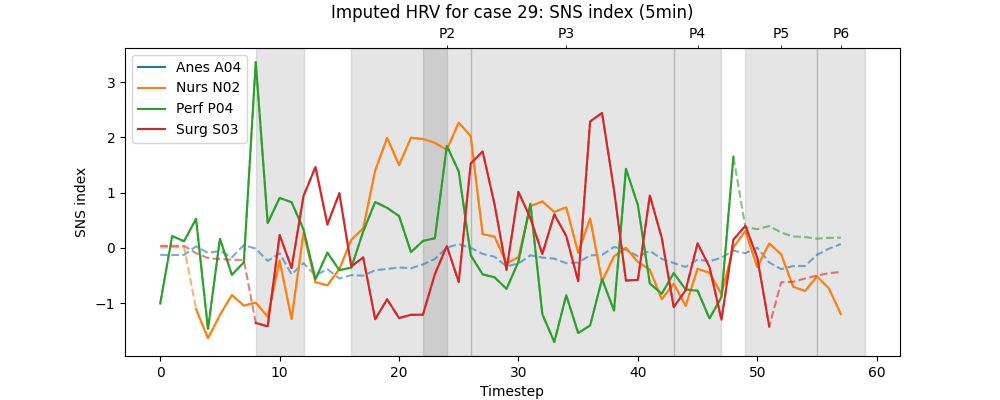 Imputed HRV for case 29: SNS index (5min)
P2 P3 P4 P5 P6
Anes A04
Nurs N02
Perf P04
Surg S03
SNS index
3
2
1
0
−1
0 10 20 30 40 50 60
Timestep